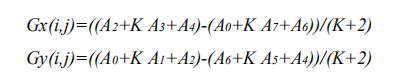 Gx(i,j)=((A2+K A3+A4)-(A0+K A7+A6))/(K+2)
Gy(i,j)=((A0+K A1+A2)-(A6+K A5+A4))/(K+2)